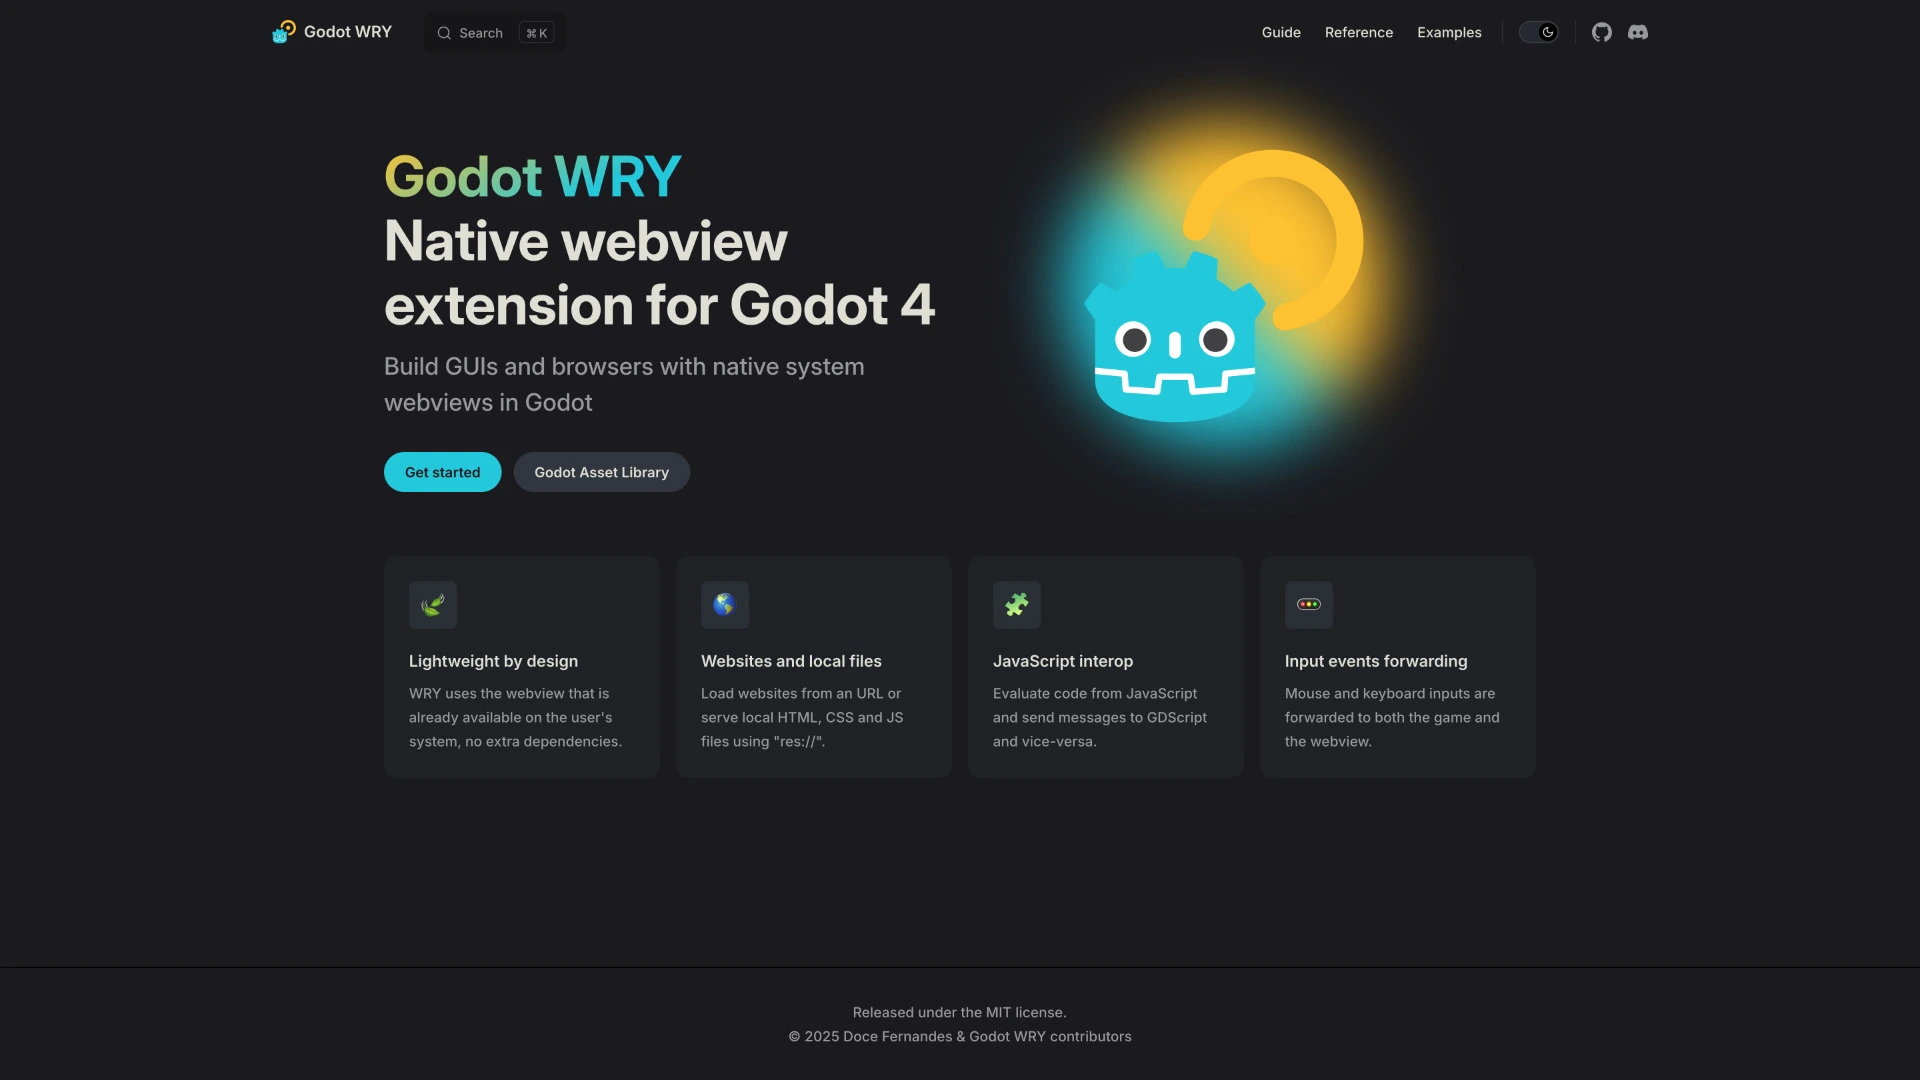 Godot WRY
Search ⌘ K
Guide
Reference
Examples
Godot WRY
Native webview
extension for Godot 4
Build GUIs and browsers with native system
webviews in Godot
Get started
Godot Asset Library
Lightweight by design
WRY uses the webview that is
already available on the user's
system, no extra dependencies.
Websites and local files
Load websites from an URL or
serve local HTML, CSS and JS
files using "res://".
JavaScript interop
Evaluate code from JavaScript
and send messages to GDScript
and vice-versa.
Input events forwarding
Mouse and keyboard inputs are
forwarded to both the game and
the webview.
Released under the MIT license.
© 2025 Doce Fernandes & Godot WRY contributors